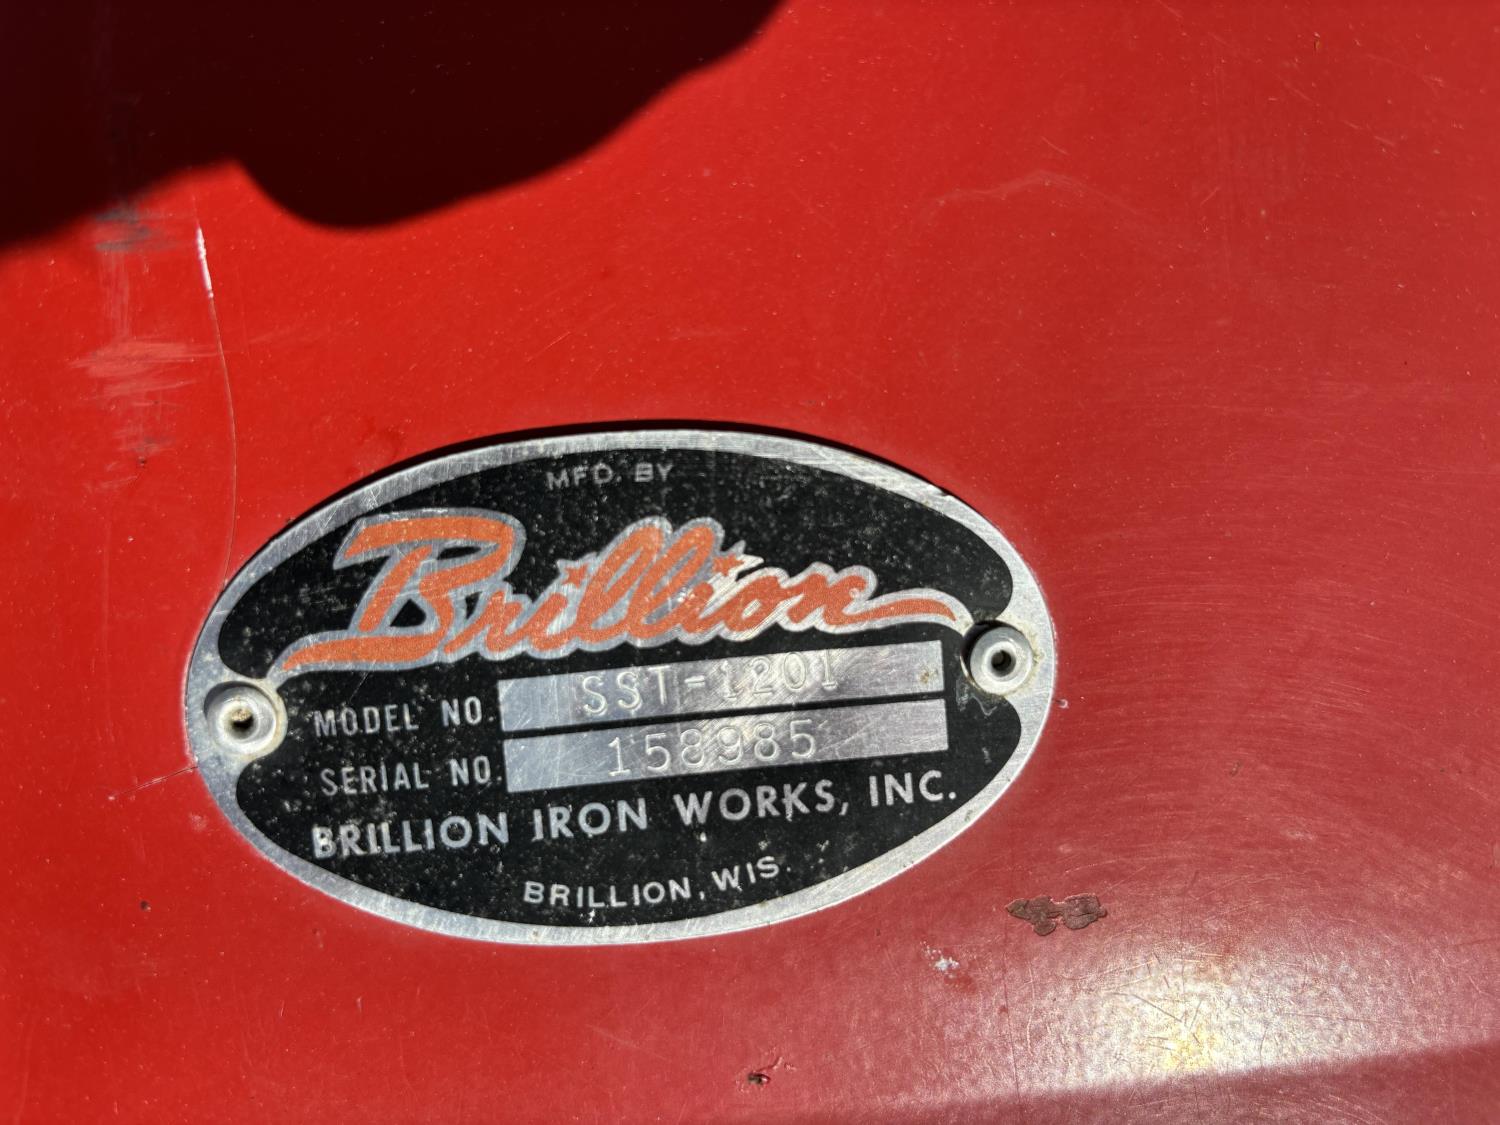 MFD. BY
Brillion
MODEL NO. SST-1201
SERIAL NO. 158985
BRILLION IRON WORKS, INC.
BRILLION, WIS.